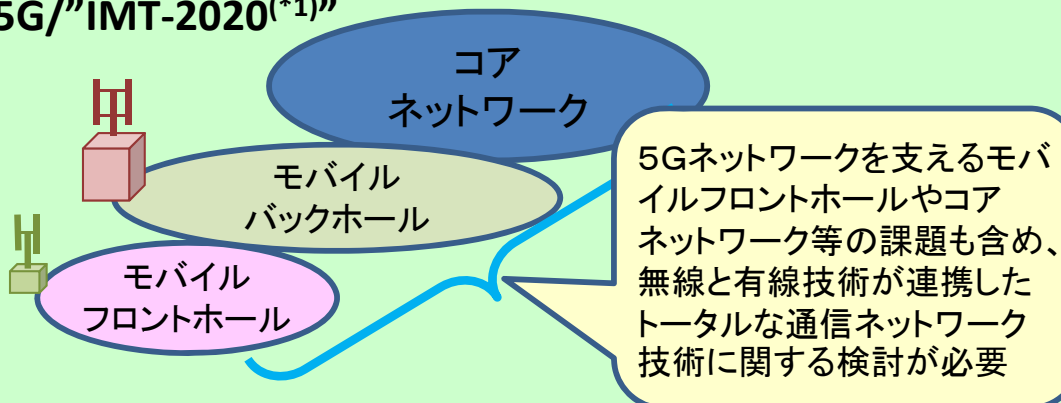 5G/"IMT-2020(*1)"
コア
ネットワーク
モバイル
バックホール
モバイル
フロントホール
5Gネットワークを支えるモバ
イルフロントホールやコア
ネットワーク等の課題も含め、
無線と有線技術が連携した
トータルな通信ネットワーク
技術に関する検討が必要